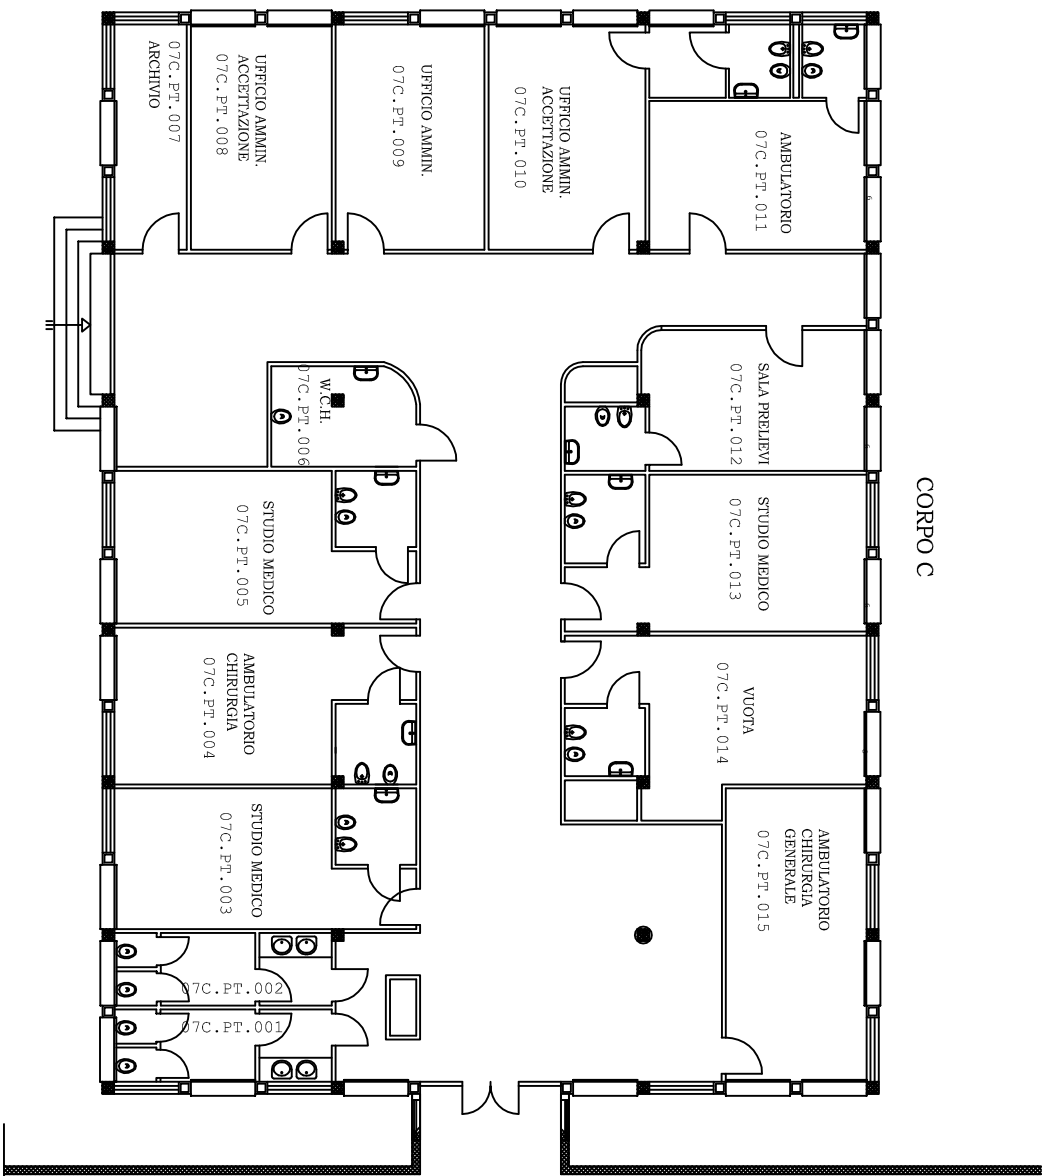 ARCHIVIO
07C.PT.007
UFFICIO AMMIN.
ACCETTAZIONE
07C.PT.008
UFFICIO AMMIN.
07C.PT.009
UFFICIO AMMIN.
ACCETTAZIONE
07C.PT.010
AMBULATORIO
07C.PT.011
SALA PRELIEVI
07C.PT.012
W.C.H.
07C.PT.006
CORPO C
STUDIO MEDICO
07C.PT.005
STUDIO MEDICO
07C.PT.013
AMBULATORIO
CHIRURGIA
07C.PT.004
VUOTA
07C.PT.014
STUDIO MEDICO
07C.PT.003
AMBULATORIO
CHIRURGIA
GENERALE
07C.PT.015
07C.PT.002
07C.PT.001